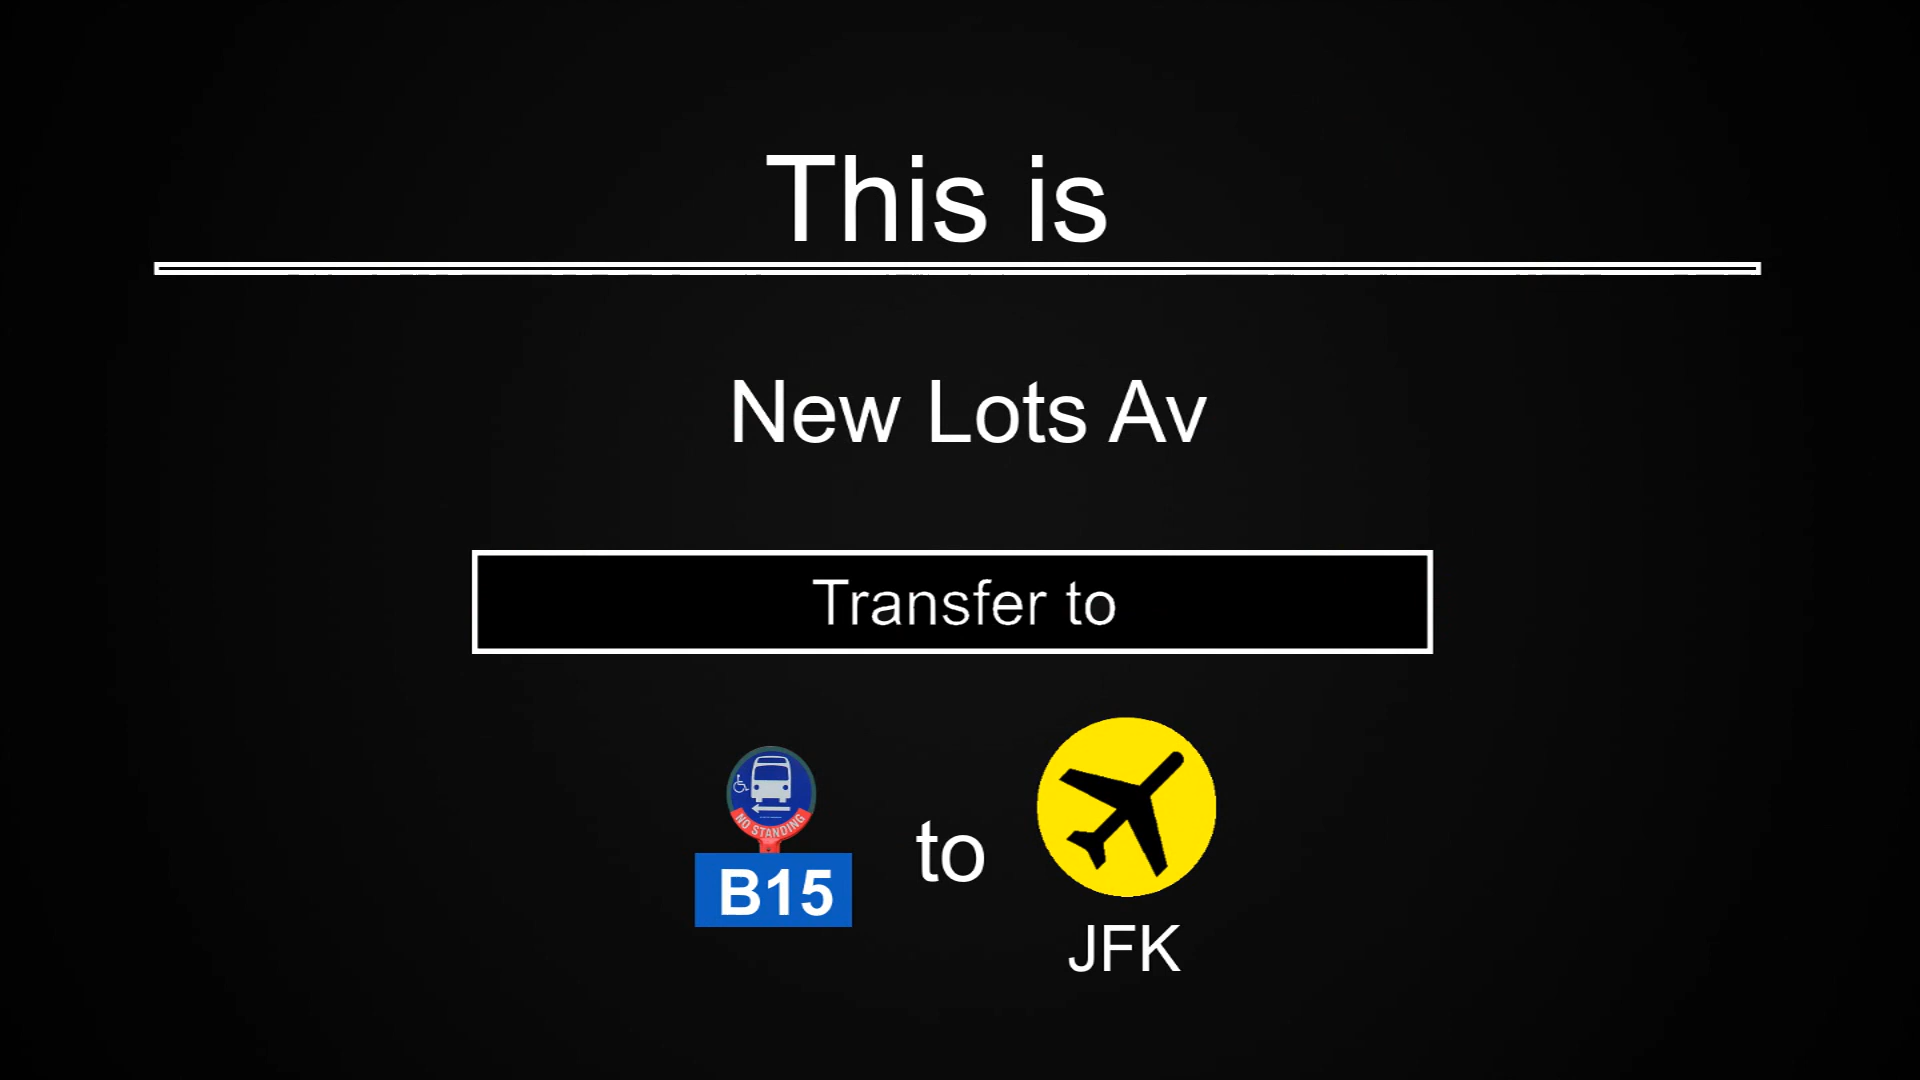 This is
New Lots Av
Transfer to
NO STANDING
B15
to
JFK